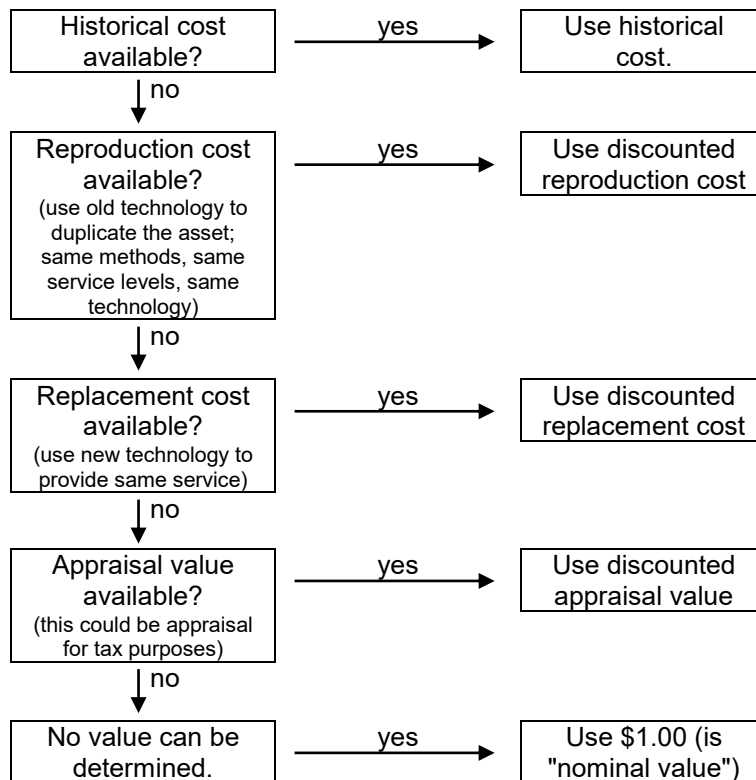 Historical cost
available?
yes
Use historical
cost.
no
Reproduction cost
available?
(use old technology to
duplicate the asset;
same methods, same
service levels, same
technology)
yes
Use discounted
reproduction cost
no
Replacement cost
available?
(use new technology to
provide same service)
yes
Use discounted
replacement cost
no
Appraisal value
available?
(this could be appraisal
for tax purposes)
yes
Use discounted
appraisal value
no
No value can be
determined.
yes
Use $1.00 (is
"nominal value")